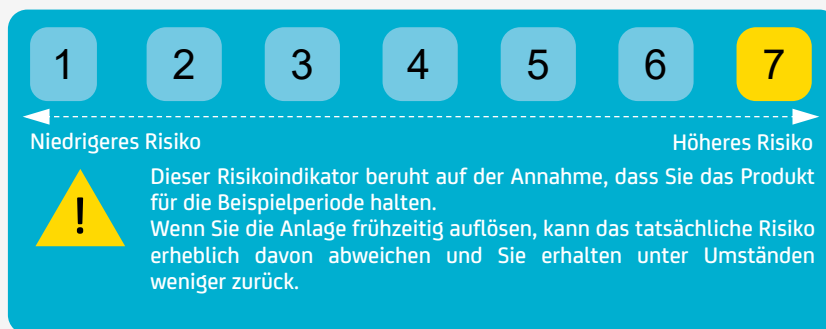 1 2 3 4 5 6 7
Niedrigeres Risiko Höheres Risiko
! Dieser Risikoindikator beruht auf der Annahme, dass Sie das Produkt
für die Beispielperiode halten.
Wenn Sie die Anlage frühzeitig auflösen, kann das tatsächliche Risiko
erheblich davon abweichen und Sie erhalten unter Umständen
weniger zurück.